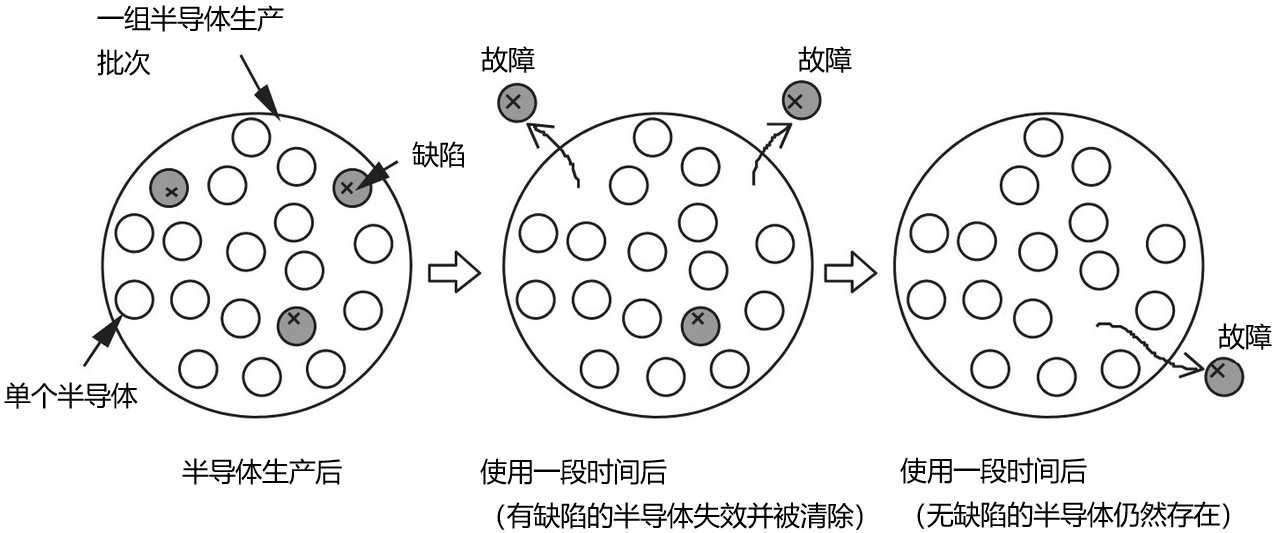 一组半导体生产
批次
故障
故障
缺陷
故障
单个半导体
半导体生产后
使用一段时间后
（有缺陷的半导体失效并被清除）
使用一段时间后
（无缺陷的半导体仍然存在）